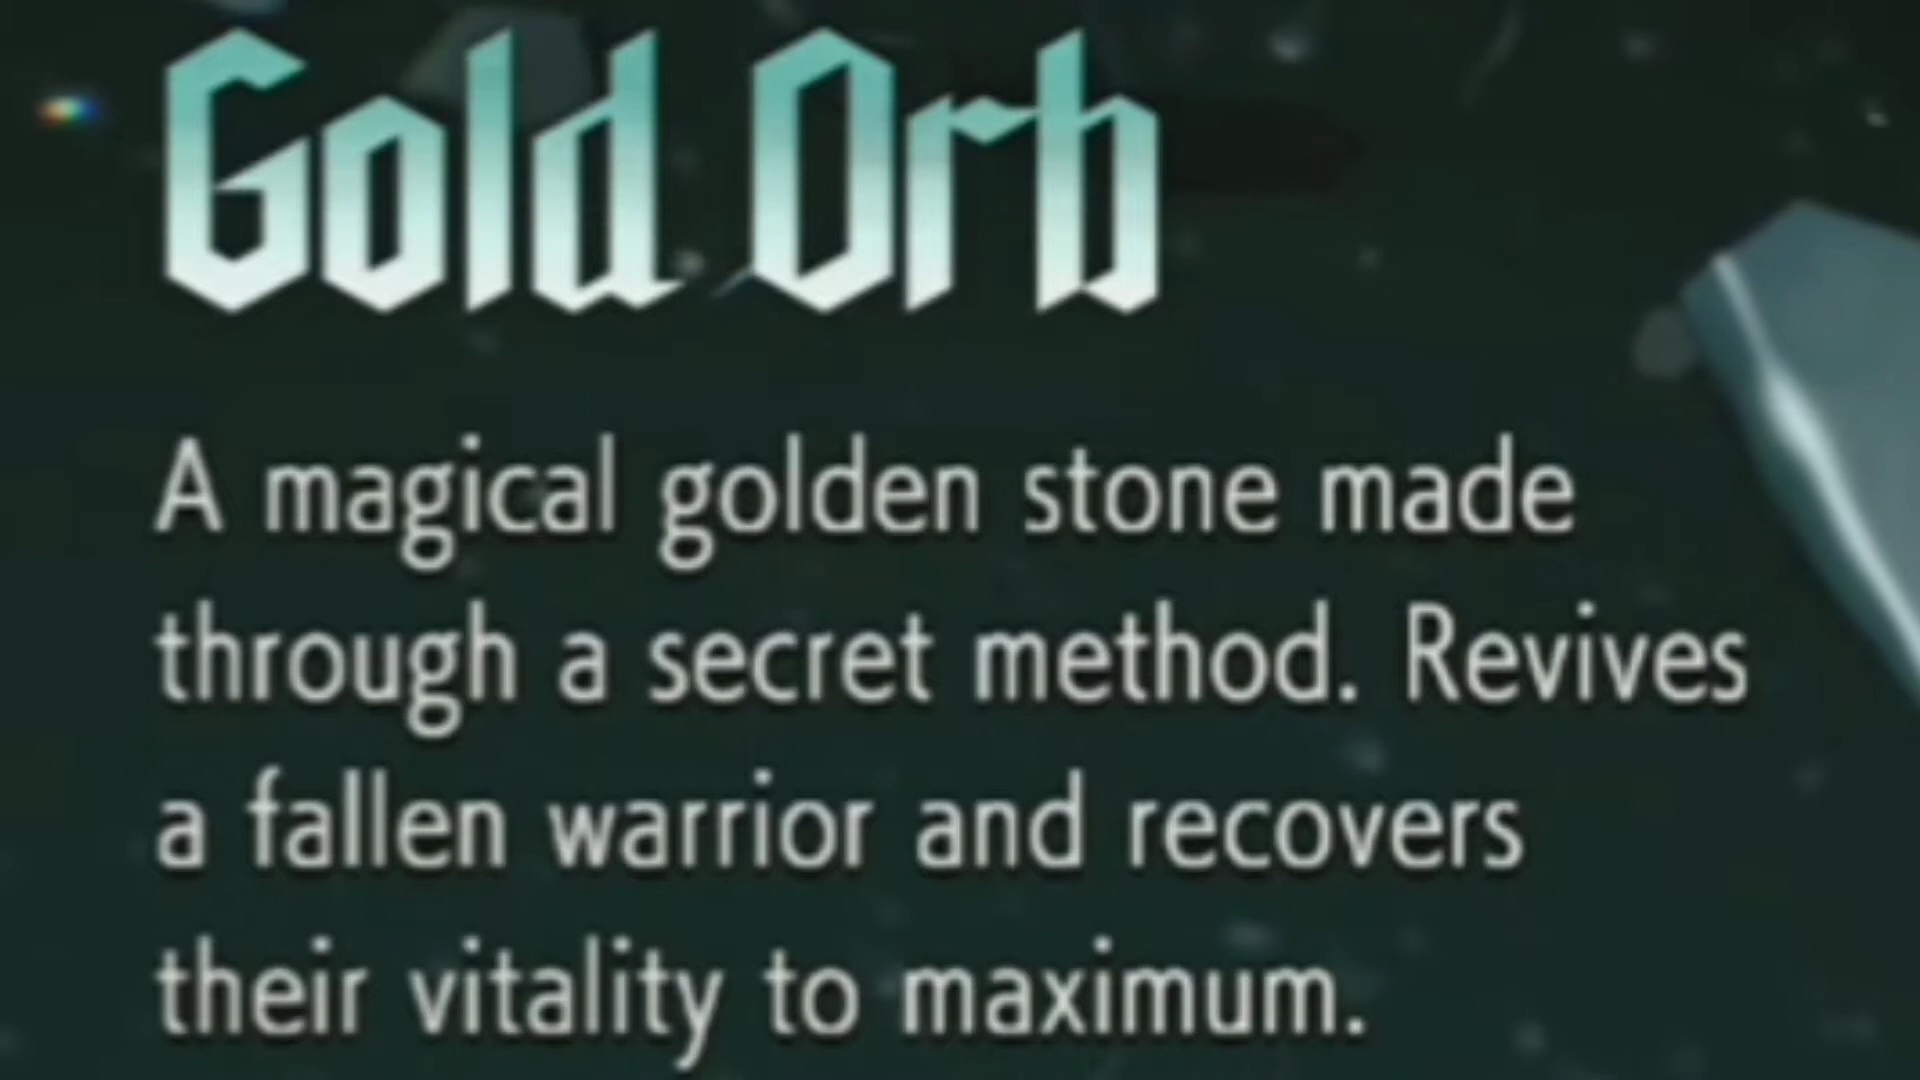 Gold Orb
A magical golden stone made
through a secret method. Revives
a fallen warrior and recovers
their vitality to maximum.